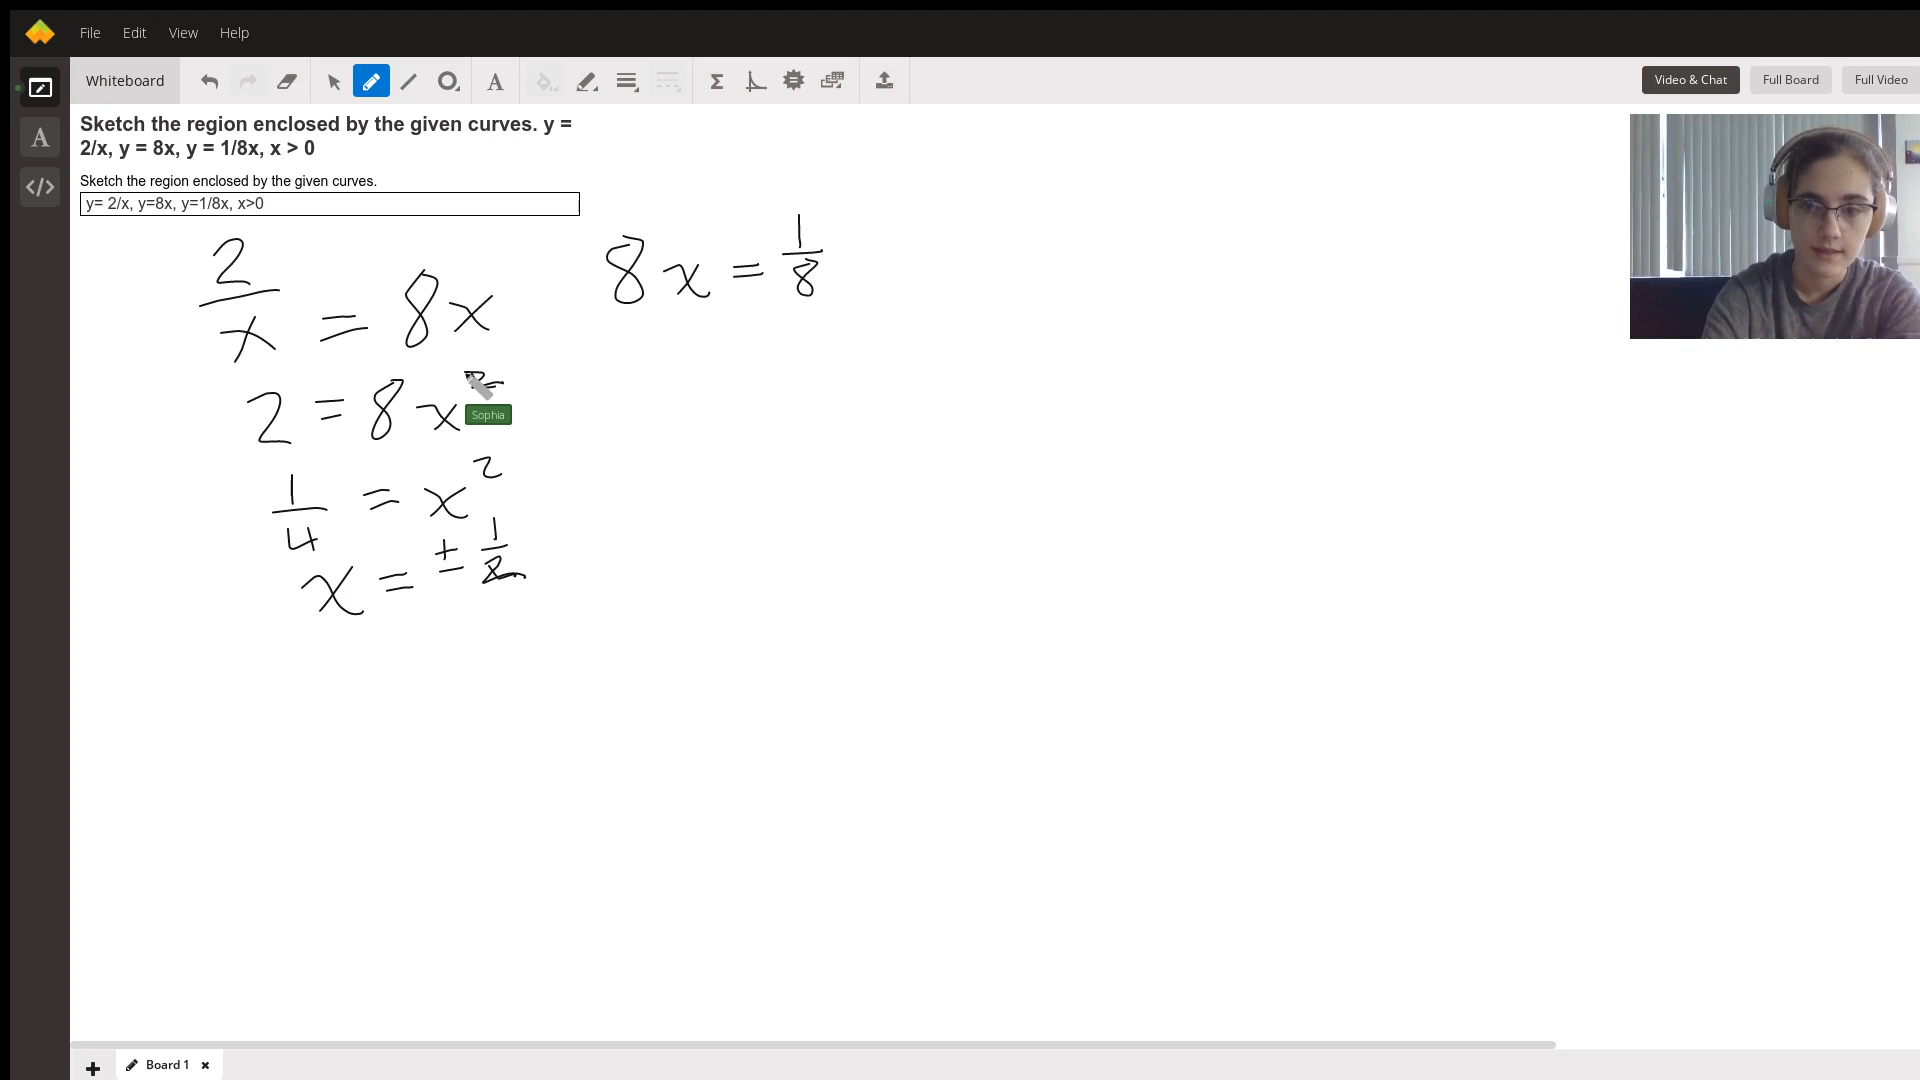 File Edit View Help
Whiteboard
A
Video & Chat Full Board Full Video
Sketch the region enclosed by the given curves. y =
2/x, y = 8x, y = 1/8x, x > 0
Sketch the region enclosed by the given curves.
y= 2/x, y=8x, y=1/8x, x>0
2/x = 8x
8x = 1/8
2 = 8x²
Sophia
1/4 = x²
x = ± 1/2
Board 1